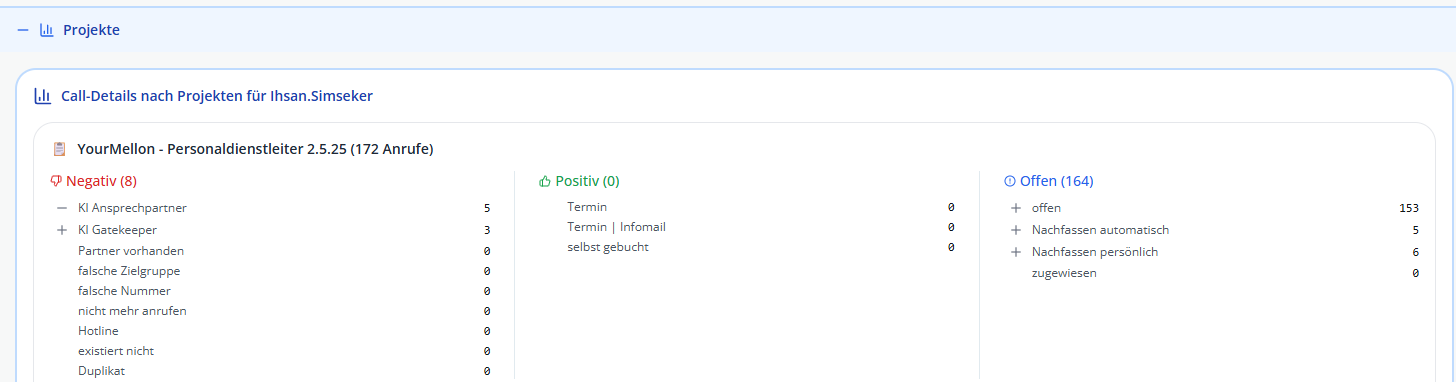 Projekte
Call-Details nach Projekten für Ihsan.Simseker
YourMellon - Personaldienstleiter 2.5.25 (172 Anrufe)
Negativ (8)
KI Ansprechpartner 5
KI Gatekeeper 3
Partner vorhanden 0
falsche Zielgruppe 0
falsche Nummer 0
nicht mehr anrufen 0
Hotline 0
existiert nicht 0
Duplikat 0
Positiv (0)
Termin 0
Termin | Infomail 0
selbst gebucht 0
Offen (164)
offen 153
Nachfassen automatisch 5
Nachfassen persönlich 6
zugewiesen 0